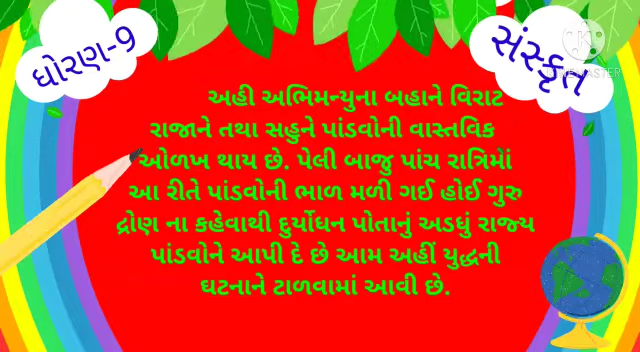 ધોરણ-9
સંસ્કૃત
અહી અભિમન્યુના બહાને વિરાટ
રાજાને તથા સહુને પાંડવોની વાસ્તવિક
ઓળખ થાય છે. પેલી બાજુ પાંચ રાત્રિમાં
આ રીતે પાંડવોની ભાળ મળી ગઈ હોઈ ગુરુ
દ્રોણ ના કહેવાથી દુર્યોધન પોતાનું અડધું રાજ્ય
પાંડવોને આપી દે છે આમ અહીં યુદ્ધની
ઘટનાને ટાળવામાં આવી છે.